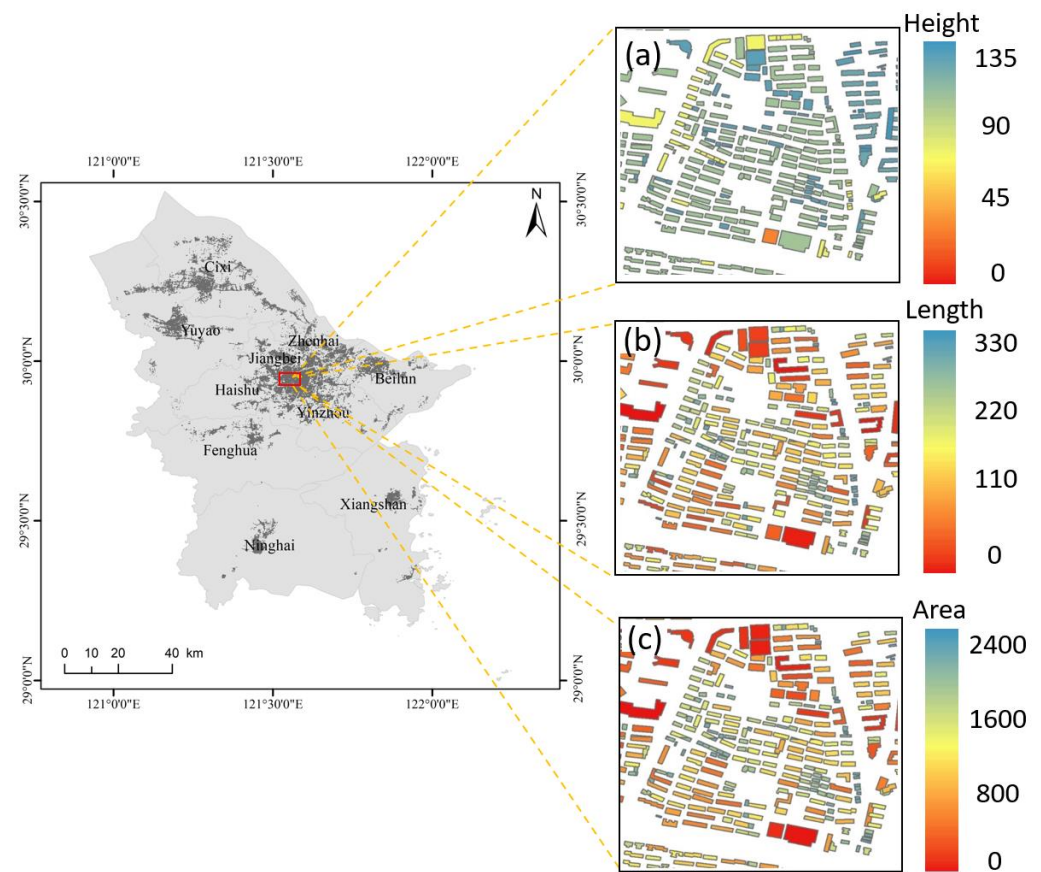 Height
(a)
135
90
45
0
121°0'0"E
121°30'0"E
122°0'0"E
30°30'0"N
30°30'0"N
N
Cixi
Yuyao
Zhenhai
Jiangbei
Beilun
Haishu
Yinzhou
Fenghua
Xiangshan
Ninghai
30°0'0"N
30°0'0"N
29°30'0"N
29°30'0"N
0 10 20 40 km
29°0'0"N
29°0'0"N
121°0'0"E
121°30'0"E
122°0'0"E
Length
(b)
330
220
110
0
Area
(c)
2400
1600
800
0